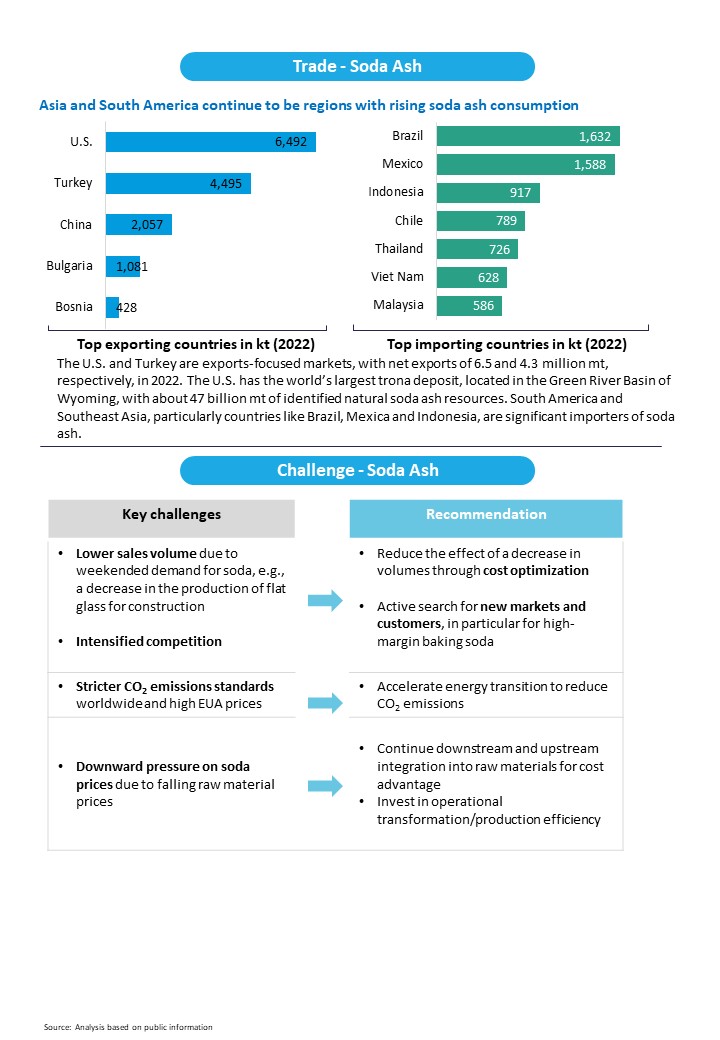 Trade - Soda Ash
Asia and South America continue to be regions with rising soda ash consumption
U.S.
6,492
Turkey
4,495
China
2,057
Bulgaria
1,081
Bosnia
428
Top exporting countries in kt (2022)
Brazil
1,632
Mexico
1,588
Indonesia
917
Chile
789
Thailand
726
Viet Nam
628
Malaysia
586
Top importing countries in kt (2022)
The U.S. and Turkey are exports-focused markets, with net exports of 6.5 and 4.3 million mt,
respectively, in 2022. The U.S. has the world’s largest trona deposit, located in the Green River Basin of
Wyoming, with about 47 billion mt of identified natural soda ash resources. South America and
Southeast Asia, particularly countries like Brazil, Mexica and Indonesia, are significant importers of soda
ash.
Challenge - Soda Ash
Key challenges
Recommendation
• Lower sales volume due to
weekended demand for soda, e.g.,
a decrease in the production of flat
glass for construction
• Intensified competition
• Reduce the effect of a decrease in
volumes through cost optimization
• Active search for new markets and
customers, in particular for high-
margin baking soda
• Stricter CO₂ emissions standards
worldwide and high EUA prices
• Accelerate energy transition to reduce
CO₂ emissions
• Downward pressure on soda
prices due to falling raw material
prices
• Continue downstream and upstream
integration into raw materials for cost
advantage
• Invest in operational
transformation/production efficiency
Source: Analysis based on public information